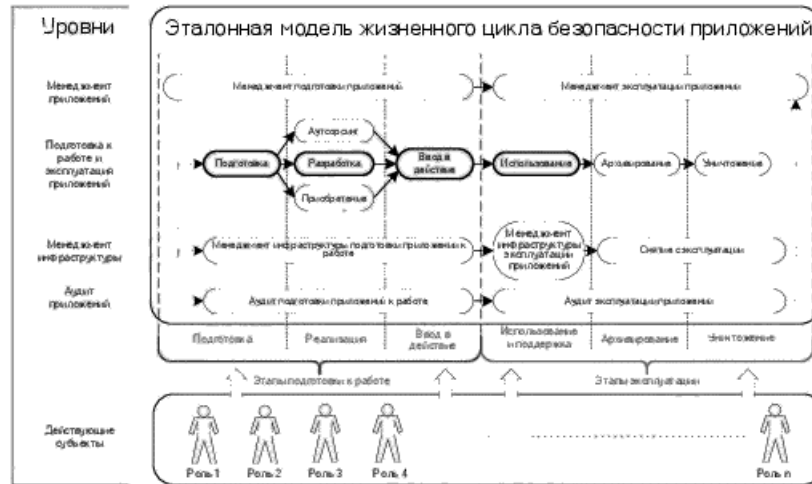 Уровни
Эталонная модель жизненного цикла безопасности приложений
Менеджмент
приложений
Менеджмент подготовки приложений
Менеджмент эксплуатации приложения
Подготовка к
работе и
эксплуатация
приложений
Подготовка
Аутсорсинг
Разработка
Приобретение
Ввод в
действие
Использование
Архивирование
Уничтожение
Менеджмент
инфраструктуры
Менеджмент инфраструктуры подготовки приложения к
работе
Менеджмент
инфраструктуры
эксплуатации
приложений
Снятие с эксплуатации
Аудит
приложений
Аудит подготовки приложений к работе
Аудит эксплуатации приложения
Подготовка
Реализация
Ввод в
действие
Использование
и поддержка
Архивирование
Уничтожение
Этапы подготовки к работе
Этапы эксплуатации
Действующие
субъекты
Роль 1
Роль 2
Роль 3
Роль 4
Роль n